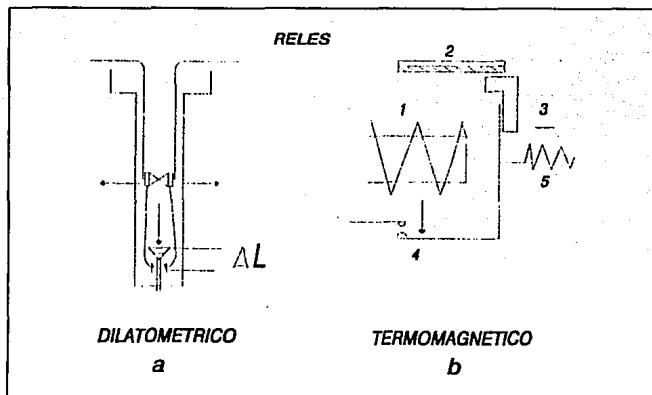 RELES
2
1
3
5
4
ΔL
DILATOMETRICO
TERMOMAGNETICO
a
b